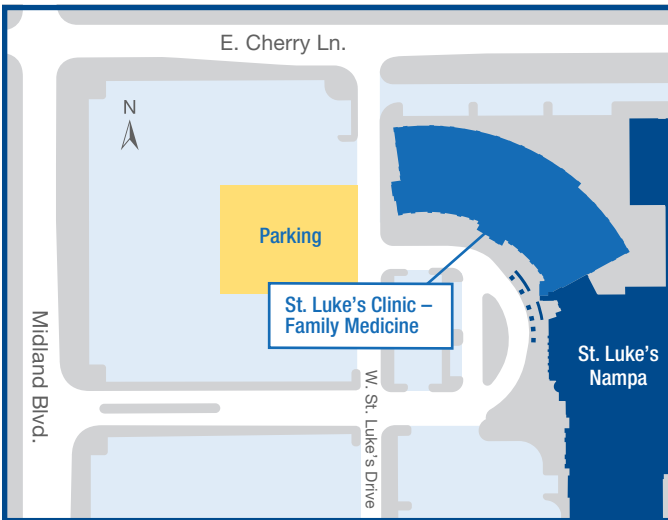 E. Cherry Ln.
N
Parking
St. Luke's Clinic –
Family Medicine
St. Luke's
Nampa
Midland Blvd.
W. St. Luke's Drive